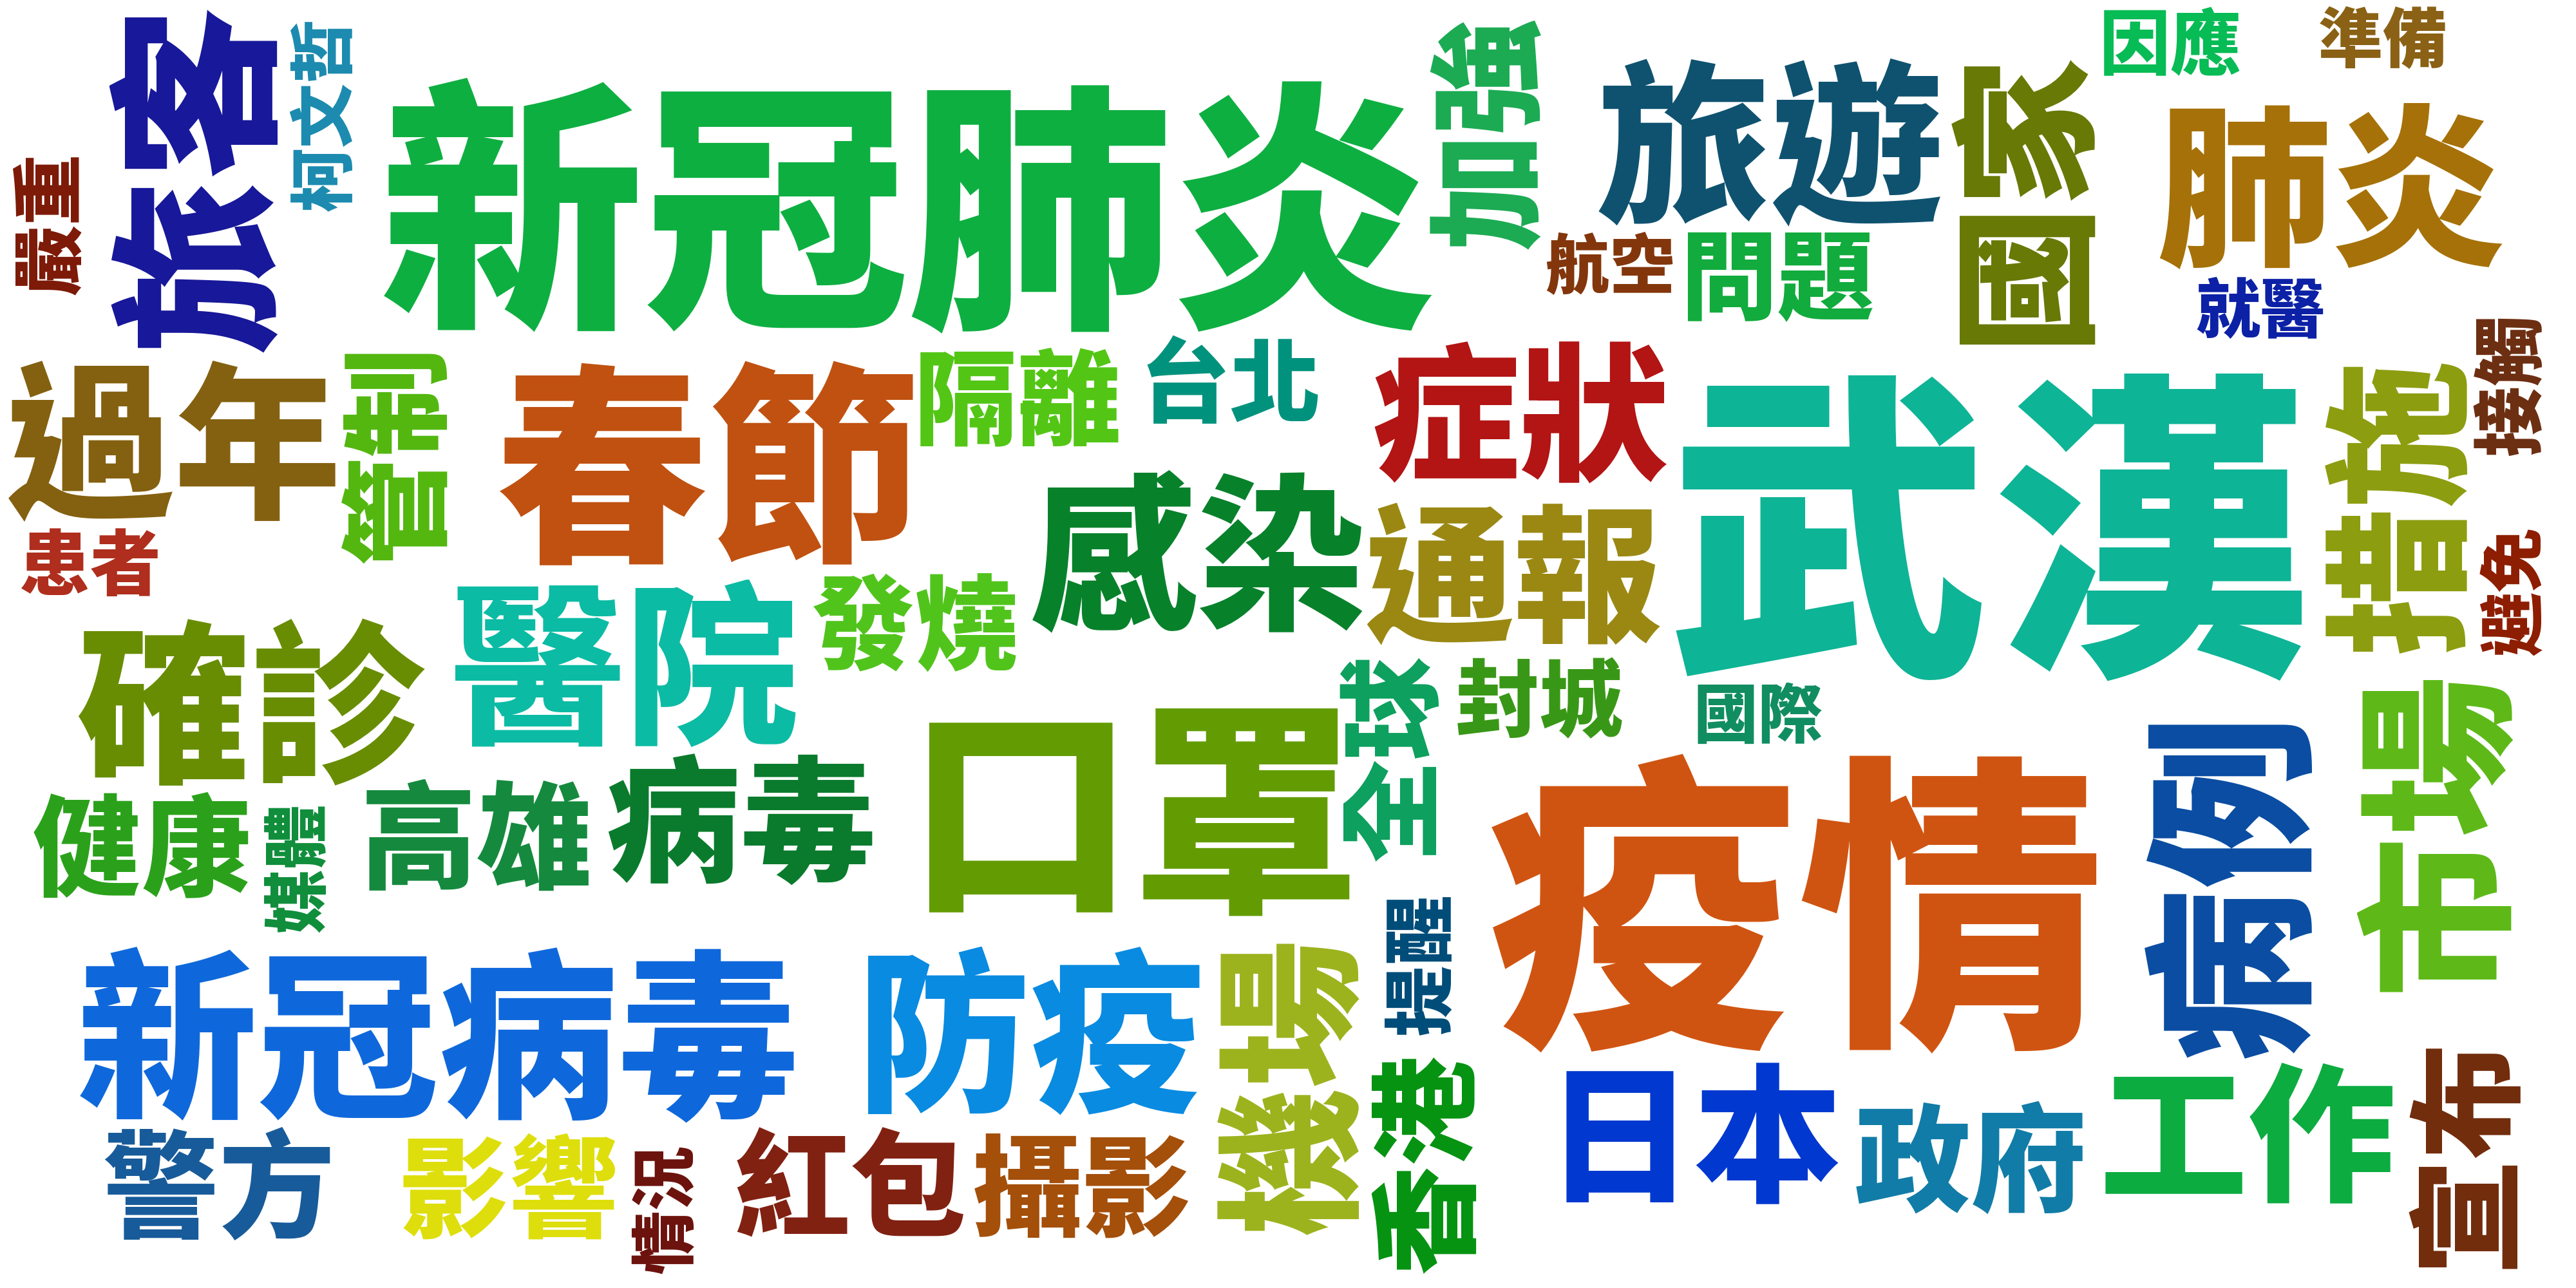 旅客
柯文哲
嚴重
新冠肺炎
加強
旅遊
國家
因應
準備
肺炎
航空
問題
就醫
接觸
過年
管制
春節
隔離
台北
症狀
武漢
措施
避免
患者
感染
通報
確診
醫院
發燒
全球
封城
國際
口罩
疫情
病例
市場
健康
媒體
高雄
病毒
提醒
新冠病毒
防疫
機場
香港
日本
政府
工作
宣布
警方
影響
情況
紅包
攝影